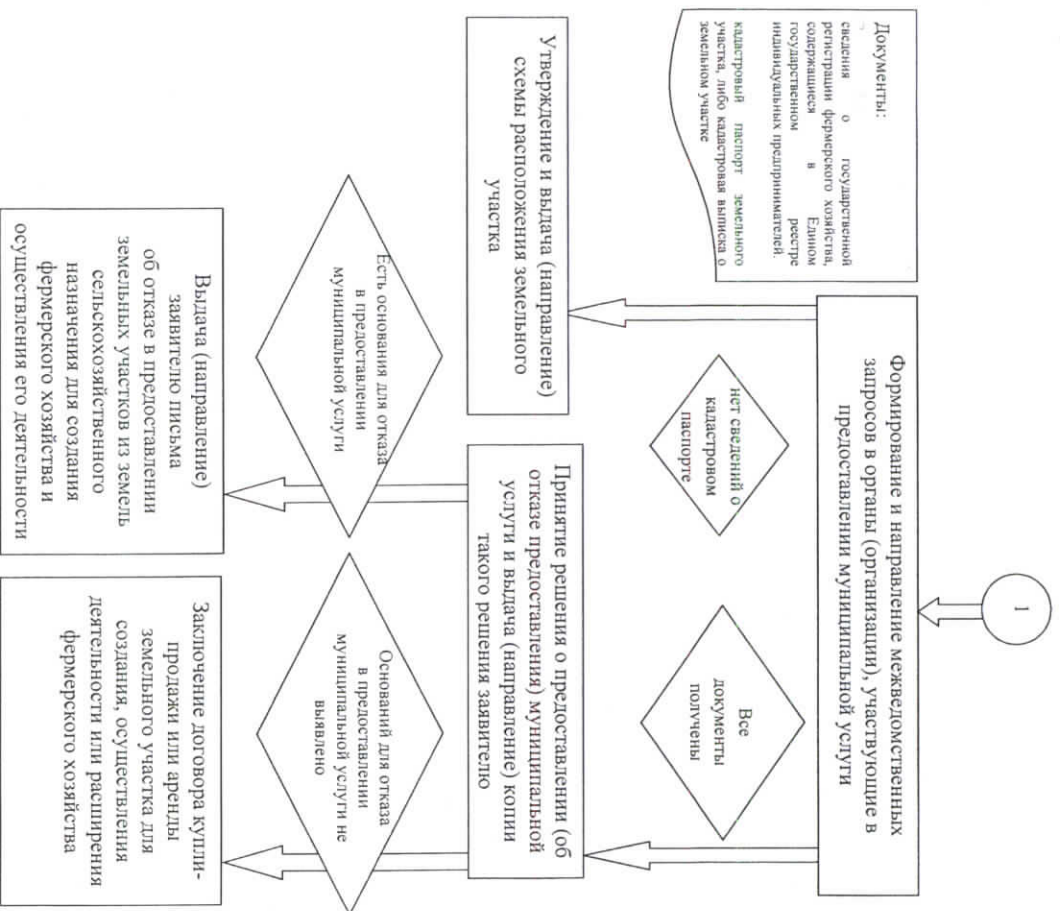 1
Формирование и направление межведомственных
запросов в органы (организации), участвующие в
предоставлении муниципальной услуги
Документы:
сведения о государственной
регистрации фермерского хозяйства,
содержащиеся в Едином
государственном реестре
индивидуальных предпринимателей.
кадастровый паспорт земельного
участка, либо кадастровая выписка о
земельном участке
нет сведений о
кадастровом
паспорте
Все
документы
получены
Утверждение и выдача (направление)
схемы расположения земельного
участка
Принятие решения о предоставлении (об
отказе предоставления) муниципальной
услуги и выдача (направление) копии
такого решения заявителю
Есть основания для отказа
в предоставлении
муниципальной услуги
Оснований для отказа
в предоставлении
муниципальной услуги не
выявлено
Выдача (направление)
заявителю письма
об отказе в предоставлении
земельных участков из земель
сельскохозяйственного
назначения для создания
фермерского хозяйства и
осуществления его деятельности
Заключение договора купли-
продажи или аренды
земельного участка для
создания, осуществления
деятельности или расширения
фермерского хозяйства